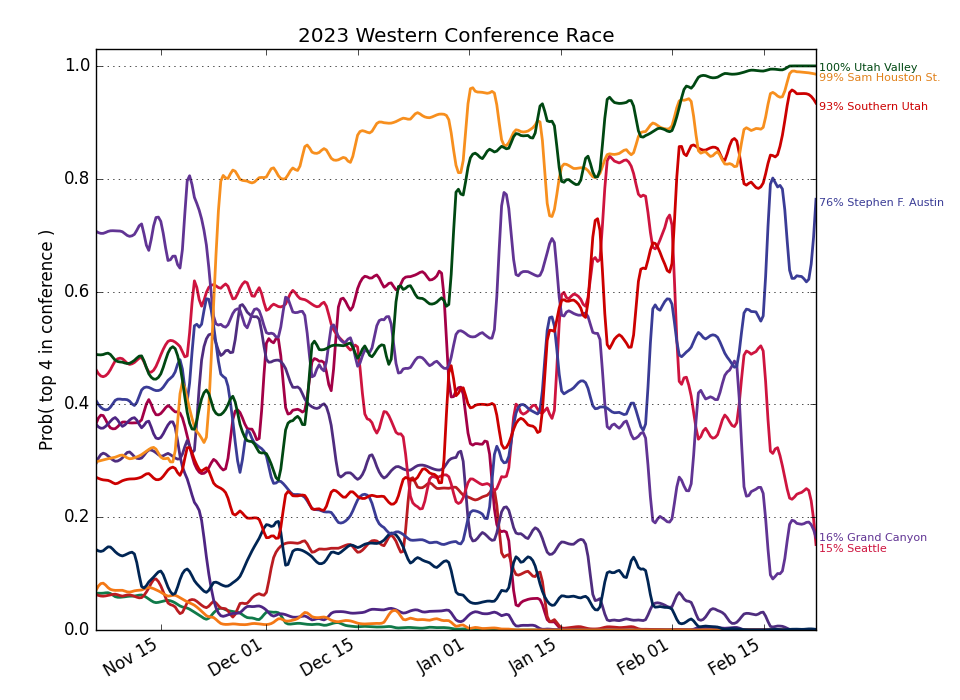 2023 Western Conference Race
Prob( top 4 in conference )
1.0
0.8
0.6
0.4
0.2
0.0
Nov 15
Dec 01
Dec 15
Jan 01
Jan 15
Feb 01
Feb 15
100% Utah Valley
99% Sam Houston St.
93% Southern Utah
76% Stephen F. Austin
16% Grand Canyon
15% Seattle